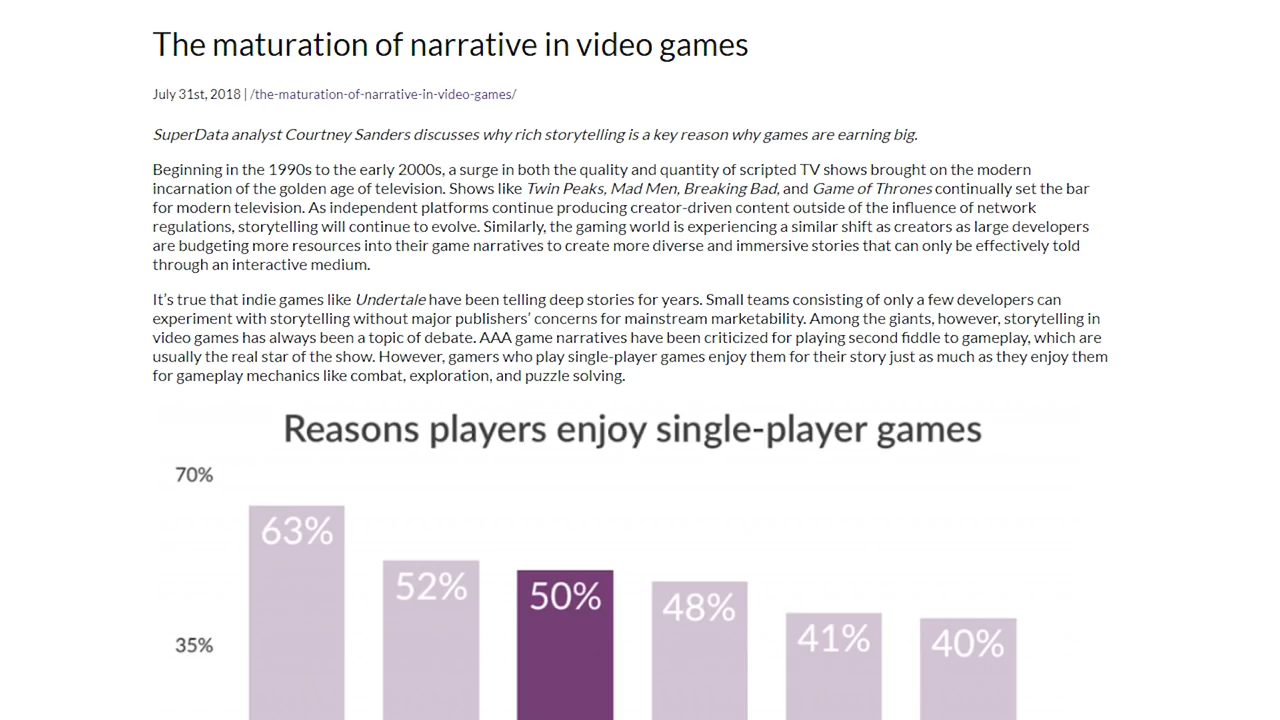 The maturation of narrative in video games
July 31st, 2018 | /the-maturation-of-narrative-in-video-games/
SuperData analyst Courtney Sanders discusses why rich storytelling is a key reason why games are earning big.
Beginning in the 1990s to the early 2000s, a surge in both the quality and quantity of scripted TV shows brought on the modern
incarnation of the golden age of television. Shows like Twin Peaks, Mad Men, Breaking Bad, and Game of Thrones continually set the bar
for modern television. As independent platforms continue producing creator-driven content outside of the influence of network
regulations, storytelling will continue to evolve. Similarly, the gaming world is experiencing a similar shift as creators as large developers
are budgeting more resources into their game narratives to create more diverse and immersive stories that can only be effectively told
through an interactive medium.
It's true that indie games like Undertale have been telling deep stories for years. Small teams consisting of only a few developers can
experiment with storytelling without major publishers' concerns for mainstream marketability. Among the giants, however, storytelling in
video games has always been a topic of debate. AAA game narratives have been criticized for playing second fiddle to gameplay, which are
usually the real star of the show. However, gamers who play single-player games enjoy them for their story just as much as they enjoy them
for gameplay mechanics like combat, exploration, and puzzle solving.
Reasons players enjoy single-player games
70%
63%
52%
50%
48%
41%
40%
35%